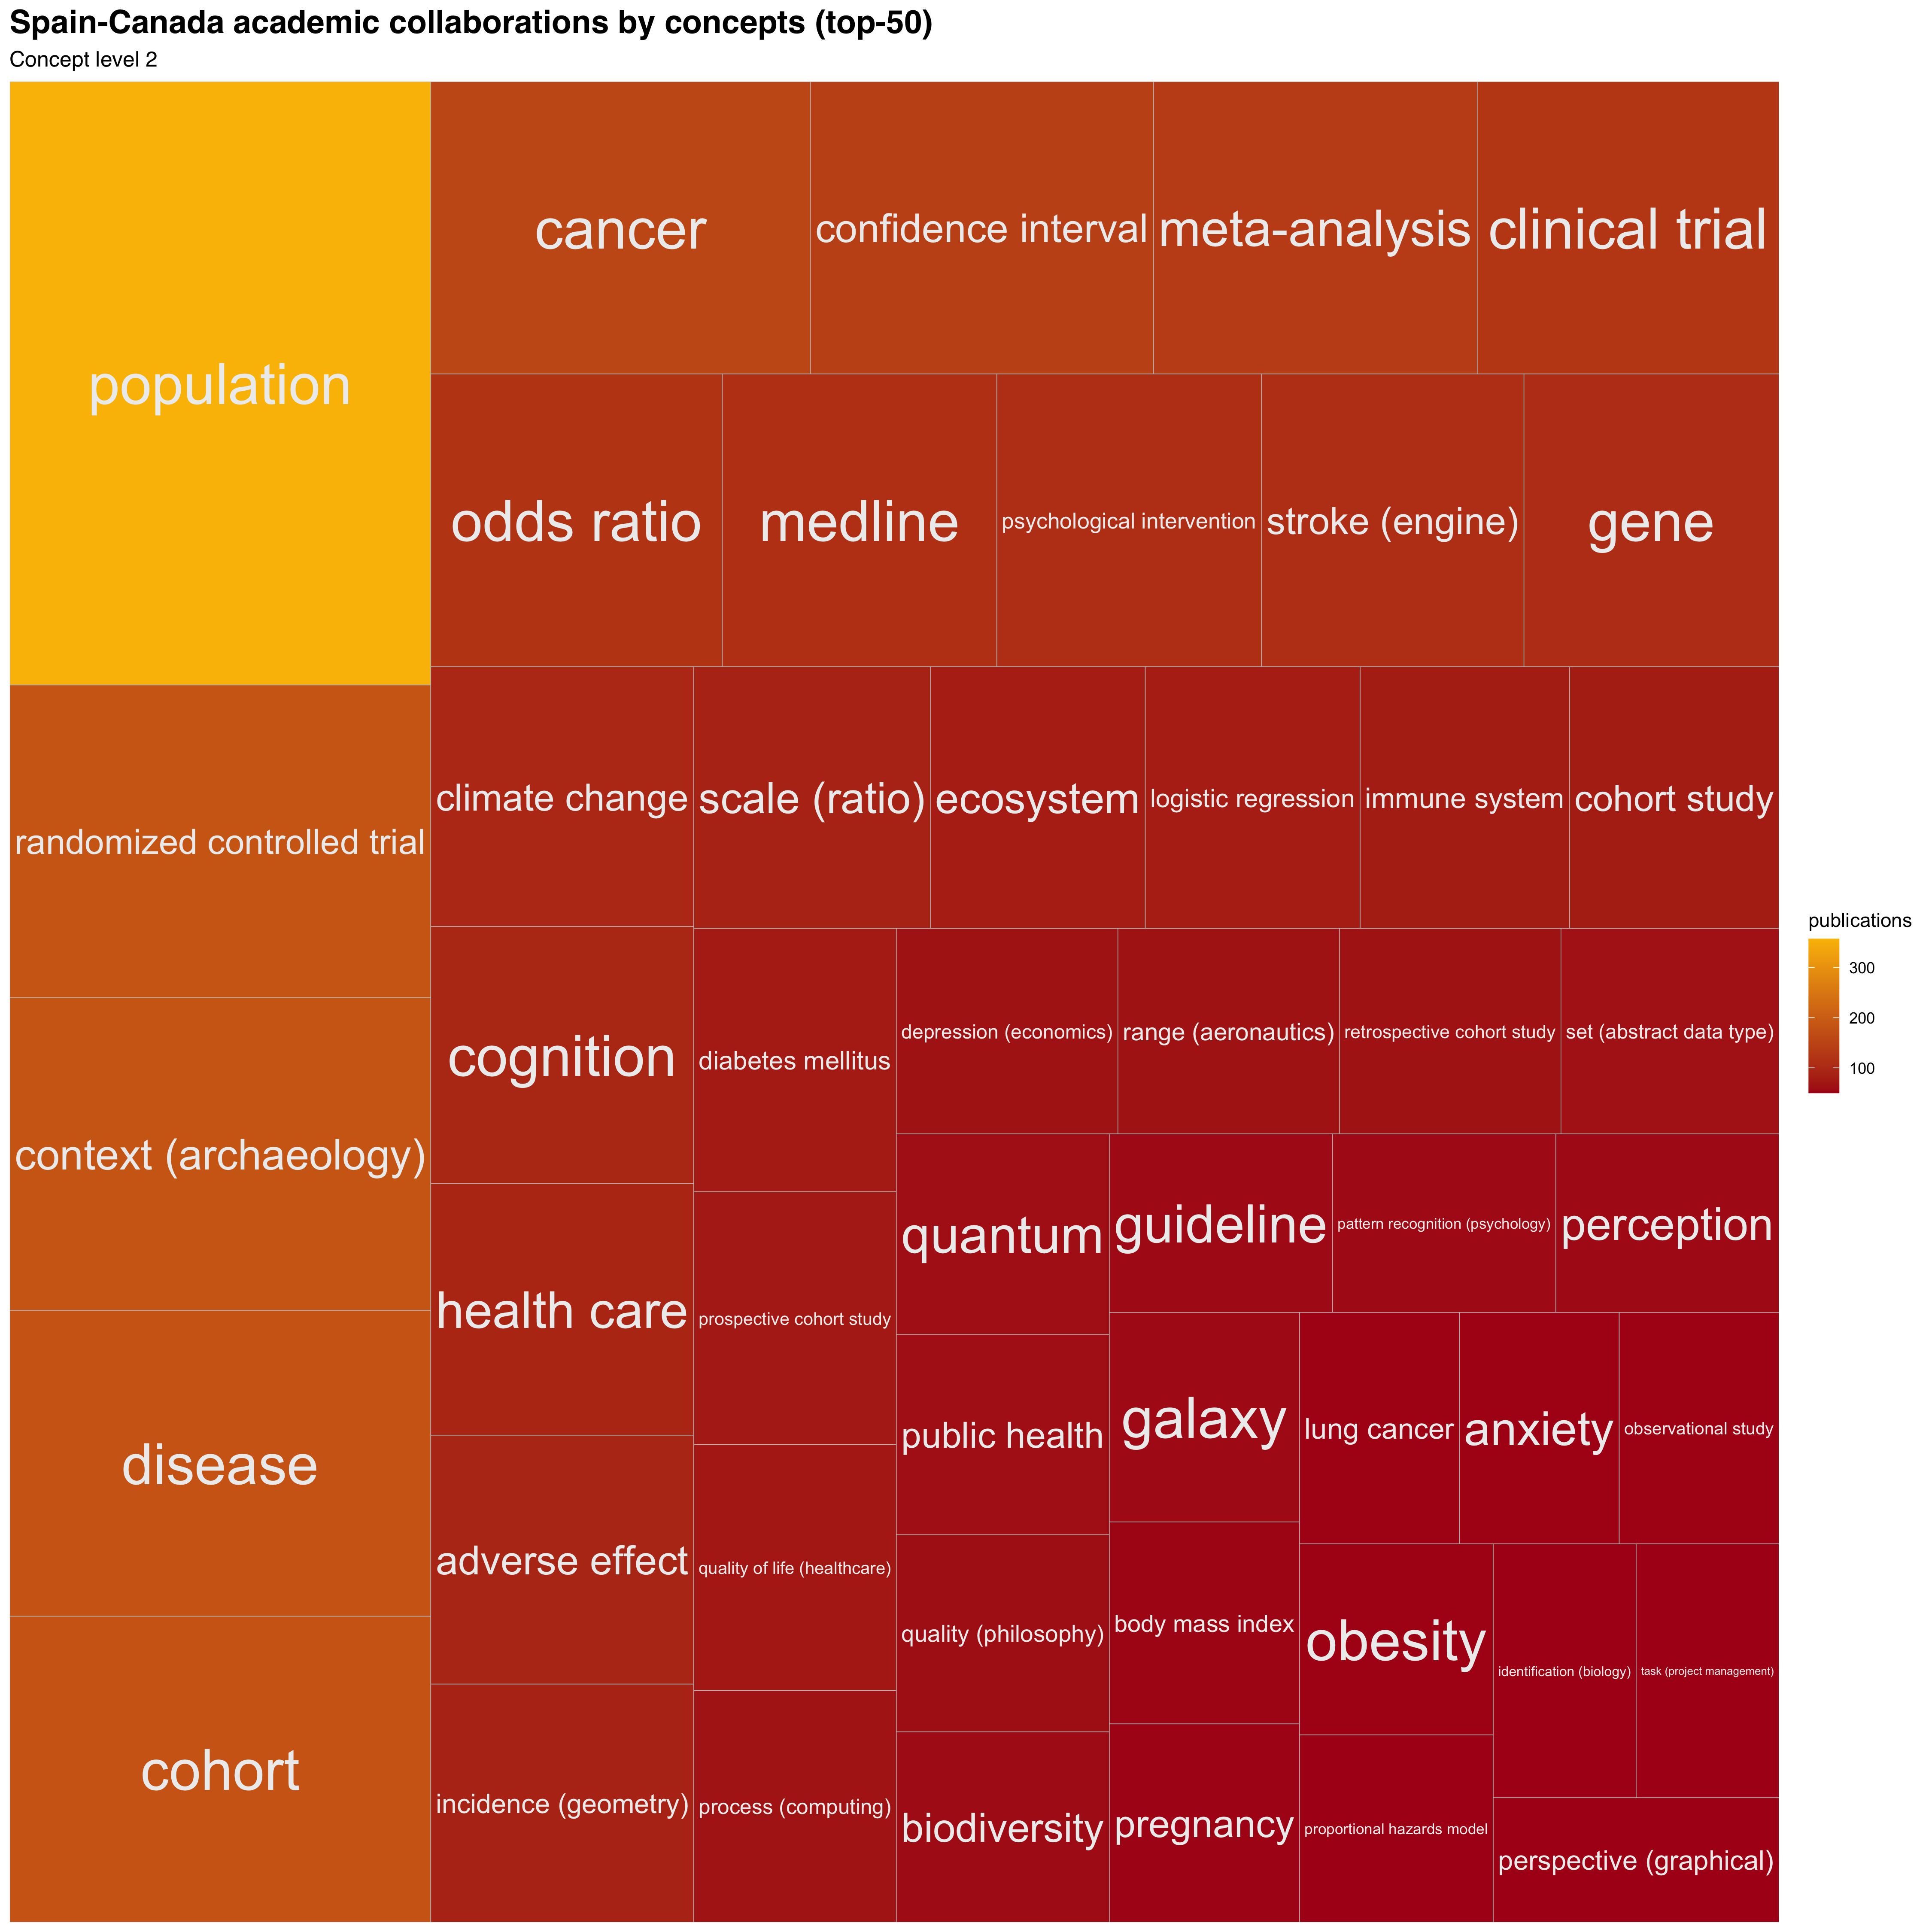 Spain-Canada academic collaborations by concepts (top-50)
Concept level 2
population
randomized controlled trial
context (archaeology)
disease
cohort
cancer
confidence interval
meta-analysis
clinical trial
odds ratio
medline
psychological intervention
stroke (engine)
gene
climate change
scale (ratio)
ecosystem
logistic regression
immune system
cohort study
cognition
health care
adverse effect
incidence (geometry)
diabetes mellitus
prospective cohort study
quality of life (healthcare)
process (computing)
depression (economics)
range (aeronautics)
retrospective cohort study
set (abstract data type)
quantum
public health
quality (philosophy)
biodiversity
guideline
pattern recognition (psychology)
perception
galaxy
body mass index
pregnancy
lung cancer
anxiety
observational study
obesity
proportional hazards model
identification (biology)
task (project management)
perspective (graphical)
publications
300
200
100